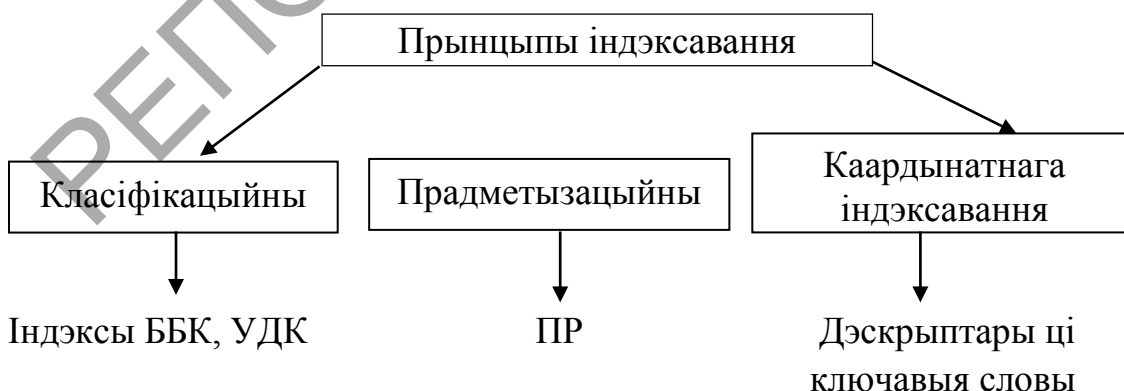 Прынцыпы індэксавання
Класіфікацыйны
Прадметызацыйны
Каардынатнага
індэксавання
Індэксы ББК, УДК
ПР
Дэскрыптары ці
ключавыя словы